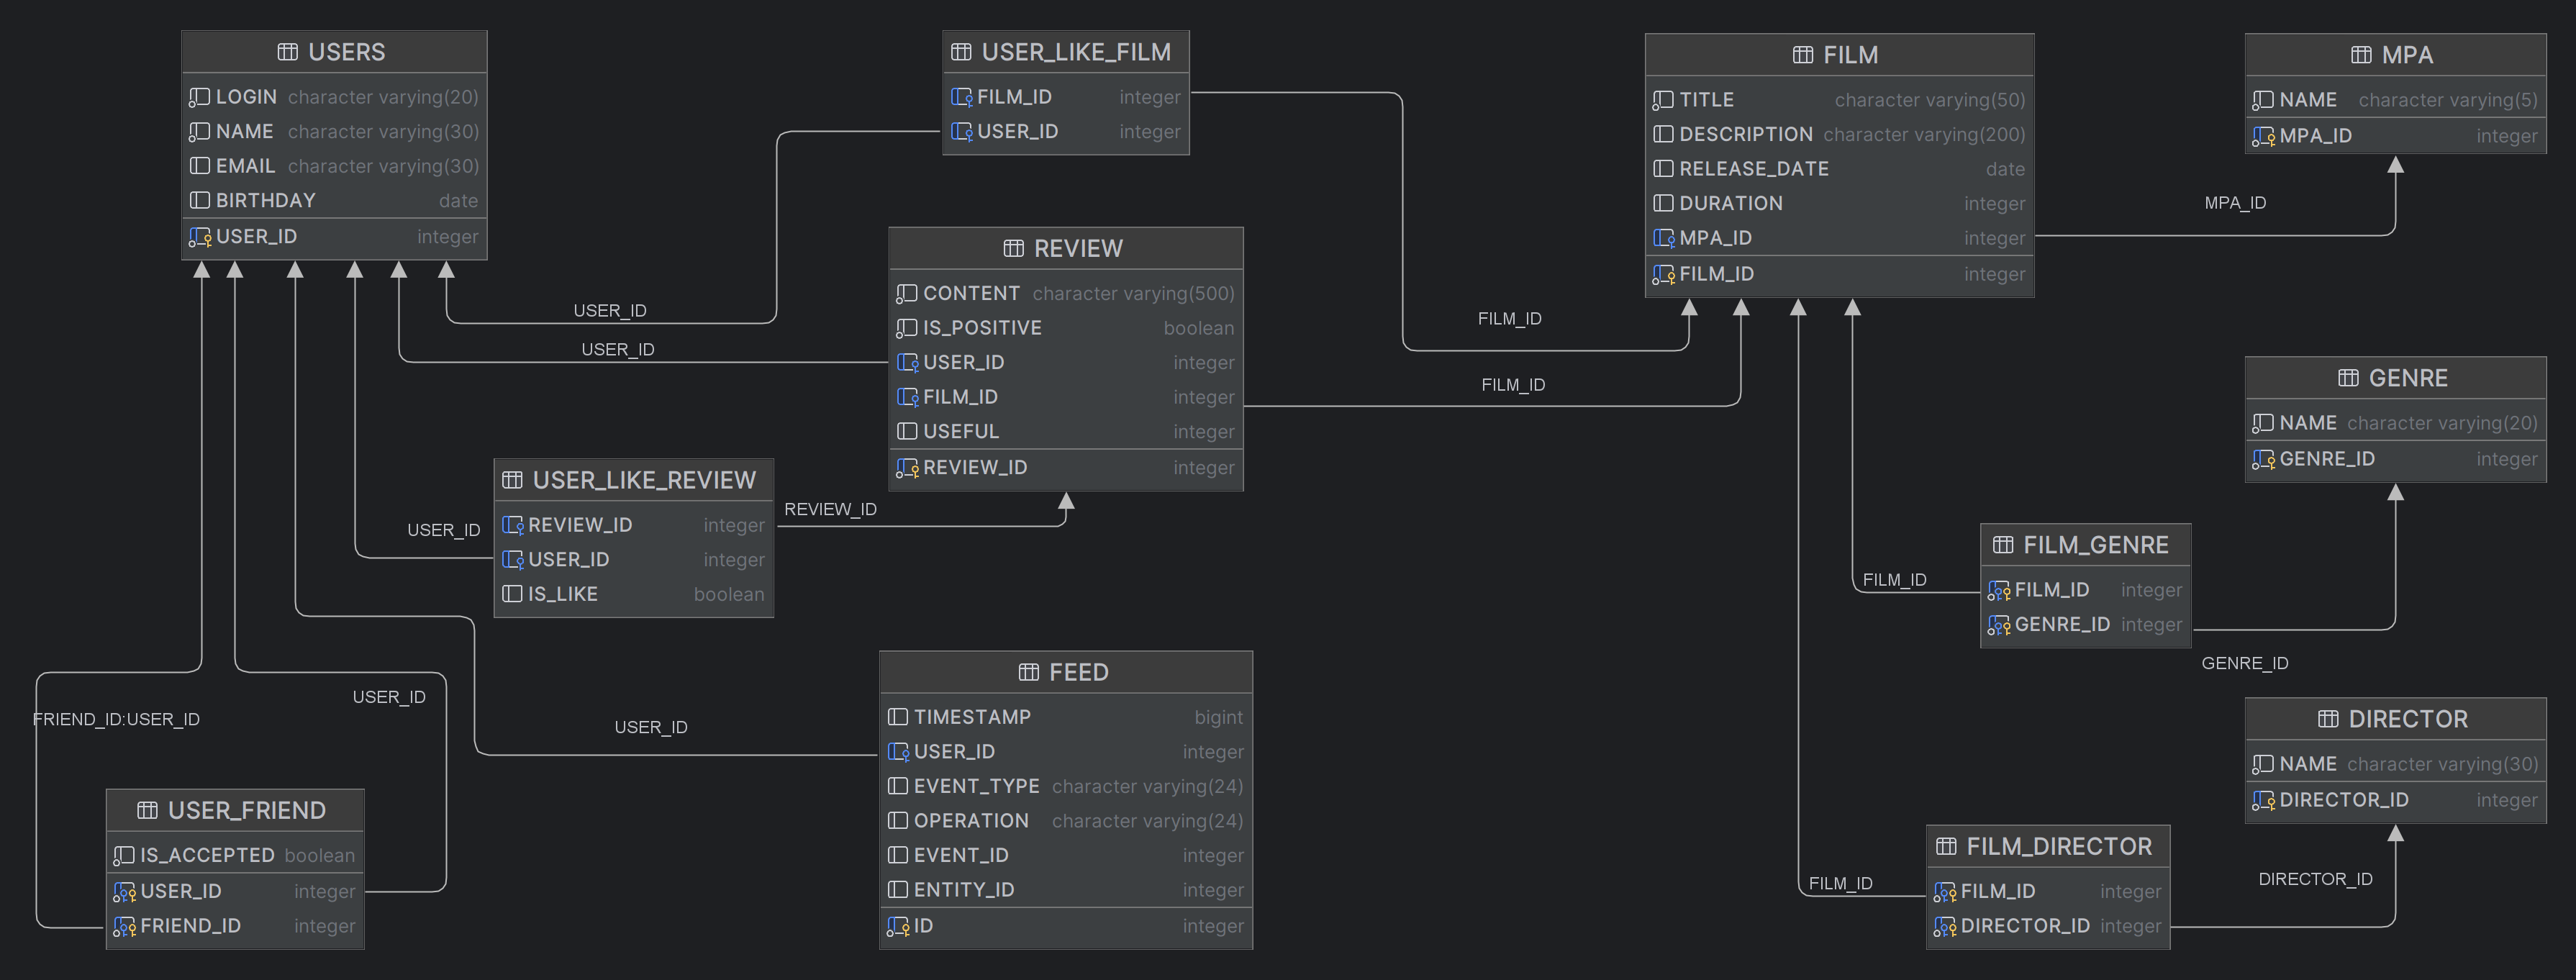 USERS
LOGIN character varying(20)
NAME character varying(30)
EMAIL character varying(30)
BIRTHDAY date
USER_ID integer
USER_LIKE_FILM
FILM_ID integer
USER_ID integer
FILM
TITLE character varying(50)
DESCRIPTION character varying(200)
RELEASE_DATE date
DURATION integer
MPA_ID integer
FILM_ID integer
MPA
NAME character varying(5)
MPA_ID integer
MPA_ID
REVIEW
CONTENT character varying(500)
IS_POSITIVE boolean
USER_ID integer
FILM_ID integer
USEFUL integer
REVIEW_ID integer
USER_ID
USER_ID
FILM_ID
FILM_ID
GENRE
NAME character varying(20)
GENRE_ID integer
USER_LIKE_REVIEW
REVIEW_ID integer
USER_ID integer
IS_LIKE boolean
USER_ID
REVIEW_ID
FILM_GENRE
FILM_ID integer
GENRE_ID integer
FILM_ID
GENRE_ID
FEED
TIMESTAMP bigint
USER_ID integer
EVENT_TYPE character varying(24)
OPERATION character varying(24)
EVENT_ID integer
ENTITY_ID integer
ID integer
USER_ID
USER_ID
FRIEND_ID:USER_ID
DIRECTOR
NAME character varying(30)
DIRECTOR_ID integer
USER_FRIEND
IS_ACCEPTED boolean
USER_ID integer
FRIEND_ID integer
FILM_DIRECTOR
FILM_ID integer
DIRECTOR_ID integer
FILM_ID
DIRECTOR_ID